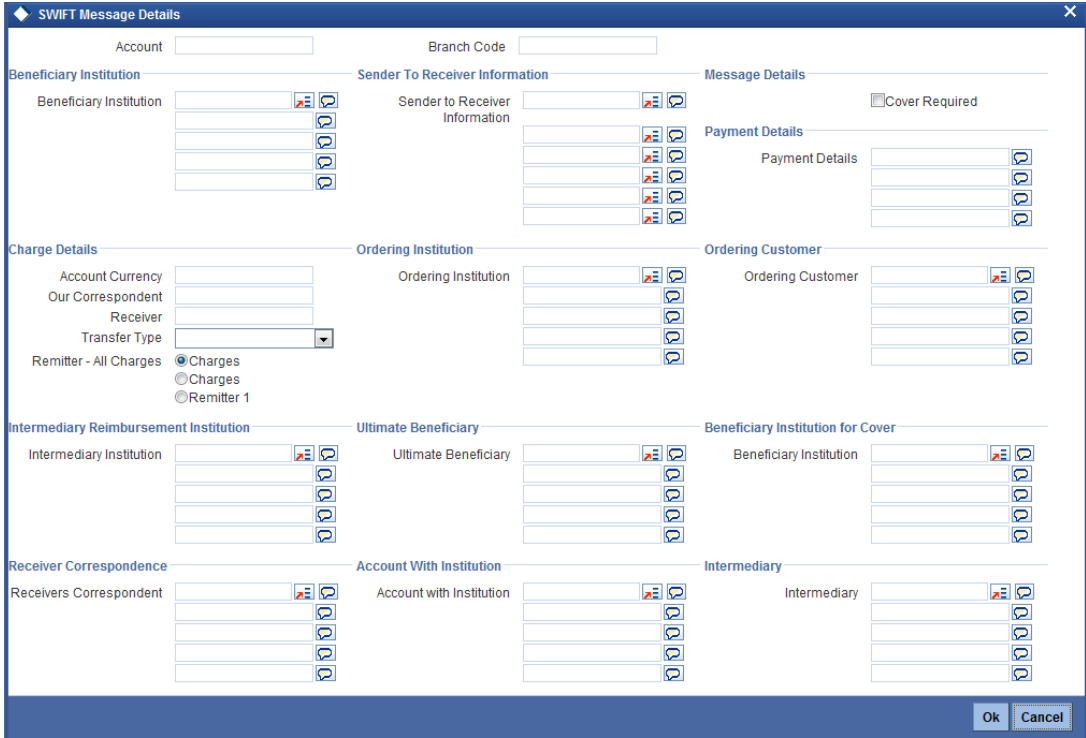 SWIFT Message Details
Account
Branch Code
Beneficiary Institution
Beneficiary Institution
Sender To Receiver Information
Sender to Receiver
Information
Message Details
Cover Required
Payment Details
Payment Details
Charge Details
Account Currency
Our Correspondent
Receiver
Transfer Type
Remitter - All Charges
Charges
Charges
Remitter 1
Ordering Institution
Ordering Institution
Ordering Customer
Ordering Customer
Intermediary Reimbursement Institution
Intermediary Institution
Ultimate Beneficiary
Ultimate Beneficiary
Beneficiary Institution for Cover
Beneficiary Institution
Receiver Correspondence
Receivers Correspondent
Account With Institution
Account with Institution
Intermediary
Intermediary
Ok
Cancel